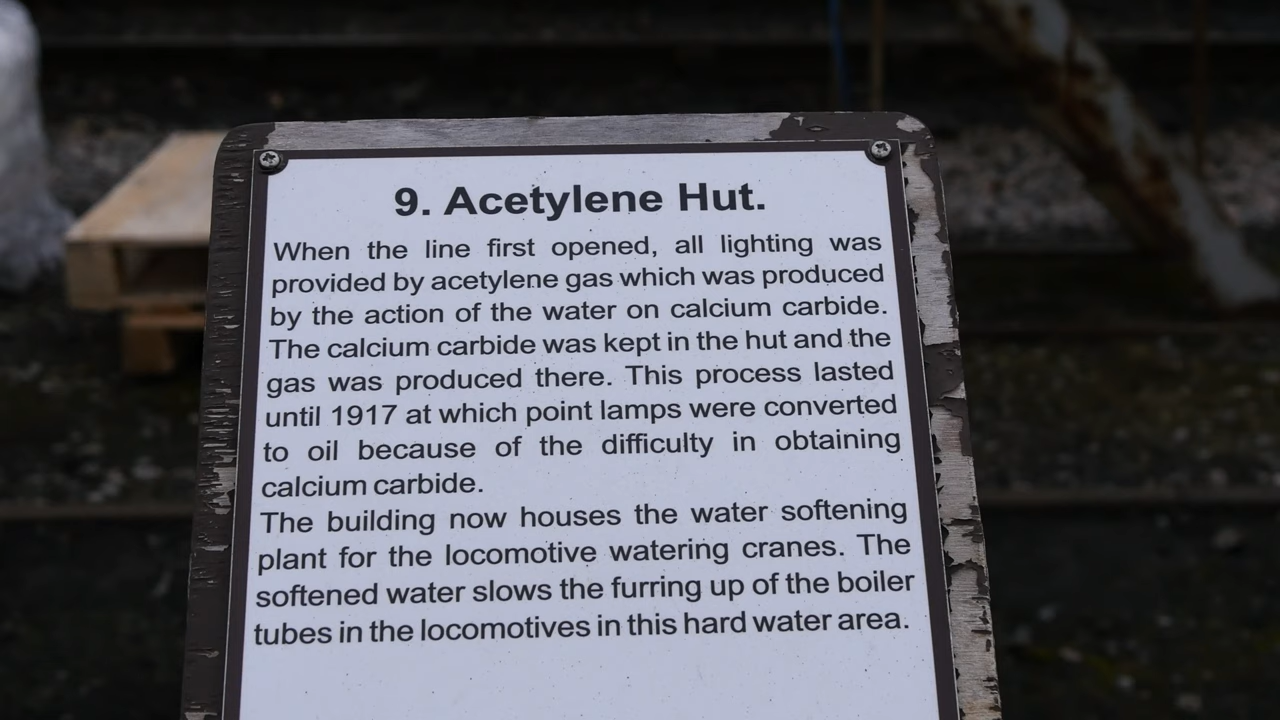 9. Acetylene Hut.
When the line first opened, all lighting was
provided by acetylene gas which was produced
by the action of the water on calcium carbide.
The calcium carbide was kept in the hut and the
gas was produced there. This process lasted
until 1917 at which point lamps were converted
to oil because of the difficulty in obtaining
calcium carbide.
The building now houses the water softening
plant for the locomotive watering cranes. The
softened water slows the furring up of the boiler
tubes in the locomotives in this hard water area.